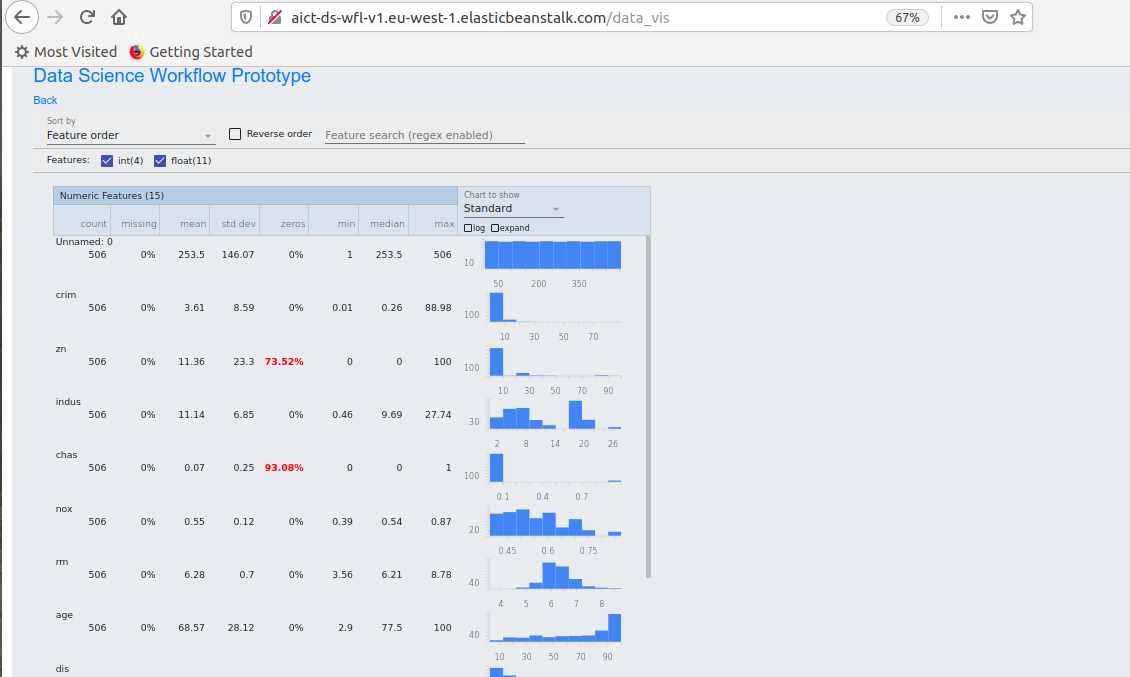 aict-ds-wfl-v1.eu-west-1.elasticbeanstalk.com/data_vis 67%
Most Visited Getting Started
Data Science Workflow Prototype
Back
Sort by
Feature order Reverse order Feature search (regex enabled)
Features: int(4) float(11)
Numeric Features (15) Chart to show
Standard
count missing mean std dev zeros min median max
log expand
Unnamed: 0
506 0% 253.5 146.07 0% 1 253.5 506
10
50 200 350
crim
506 0% 3.61 8.59 0% 0.01 0.26 88.98
100
10 30 50 70
zn
506 0% 11.36 23.3 73.52% 0 0 100
100
10 30 50 70 90
indus
506 0% 11.14 6.85 0% 0.46 9.69 27.74
30
2 8 14 20 26
chas
506 0% 0.07 0.25 93.08% 0 0 1
100
0.1 0.4 0.7
nox
506 0% 0.55 0.12 0% 0.39 0.54 0.87
20
0.45 0.6 0.75
rm
506 0% 6.28 0.7 0% 3.56 6.21 8.78
40
4 5 6 7 8
age
506 0% 68.57 28.12 0% 2.9 77.5 100
40
10 30 50 70 90
dis